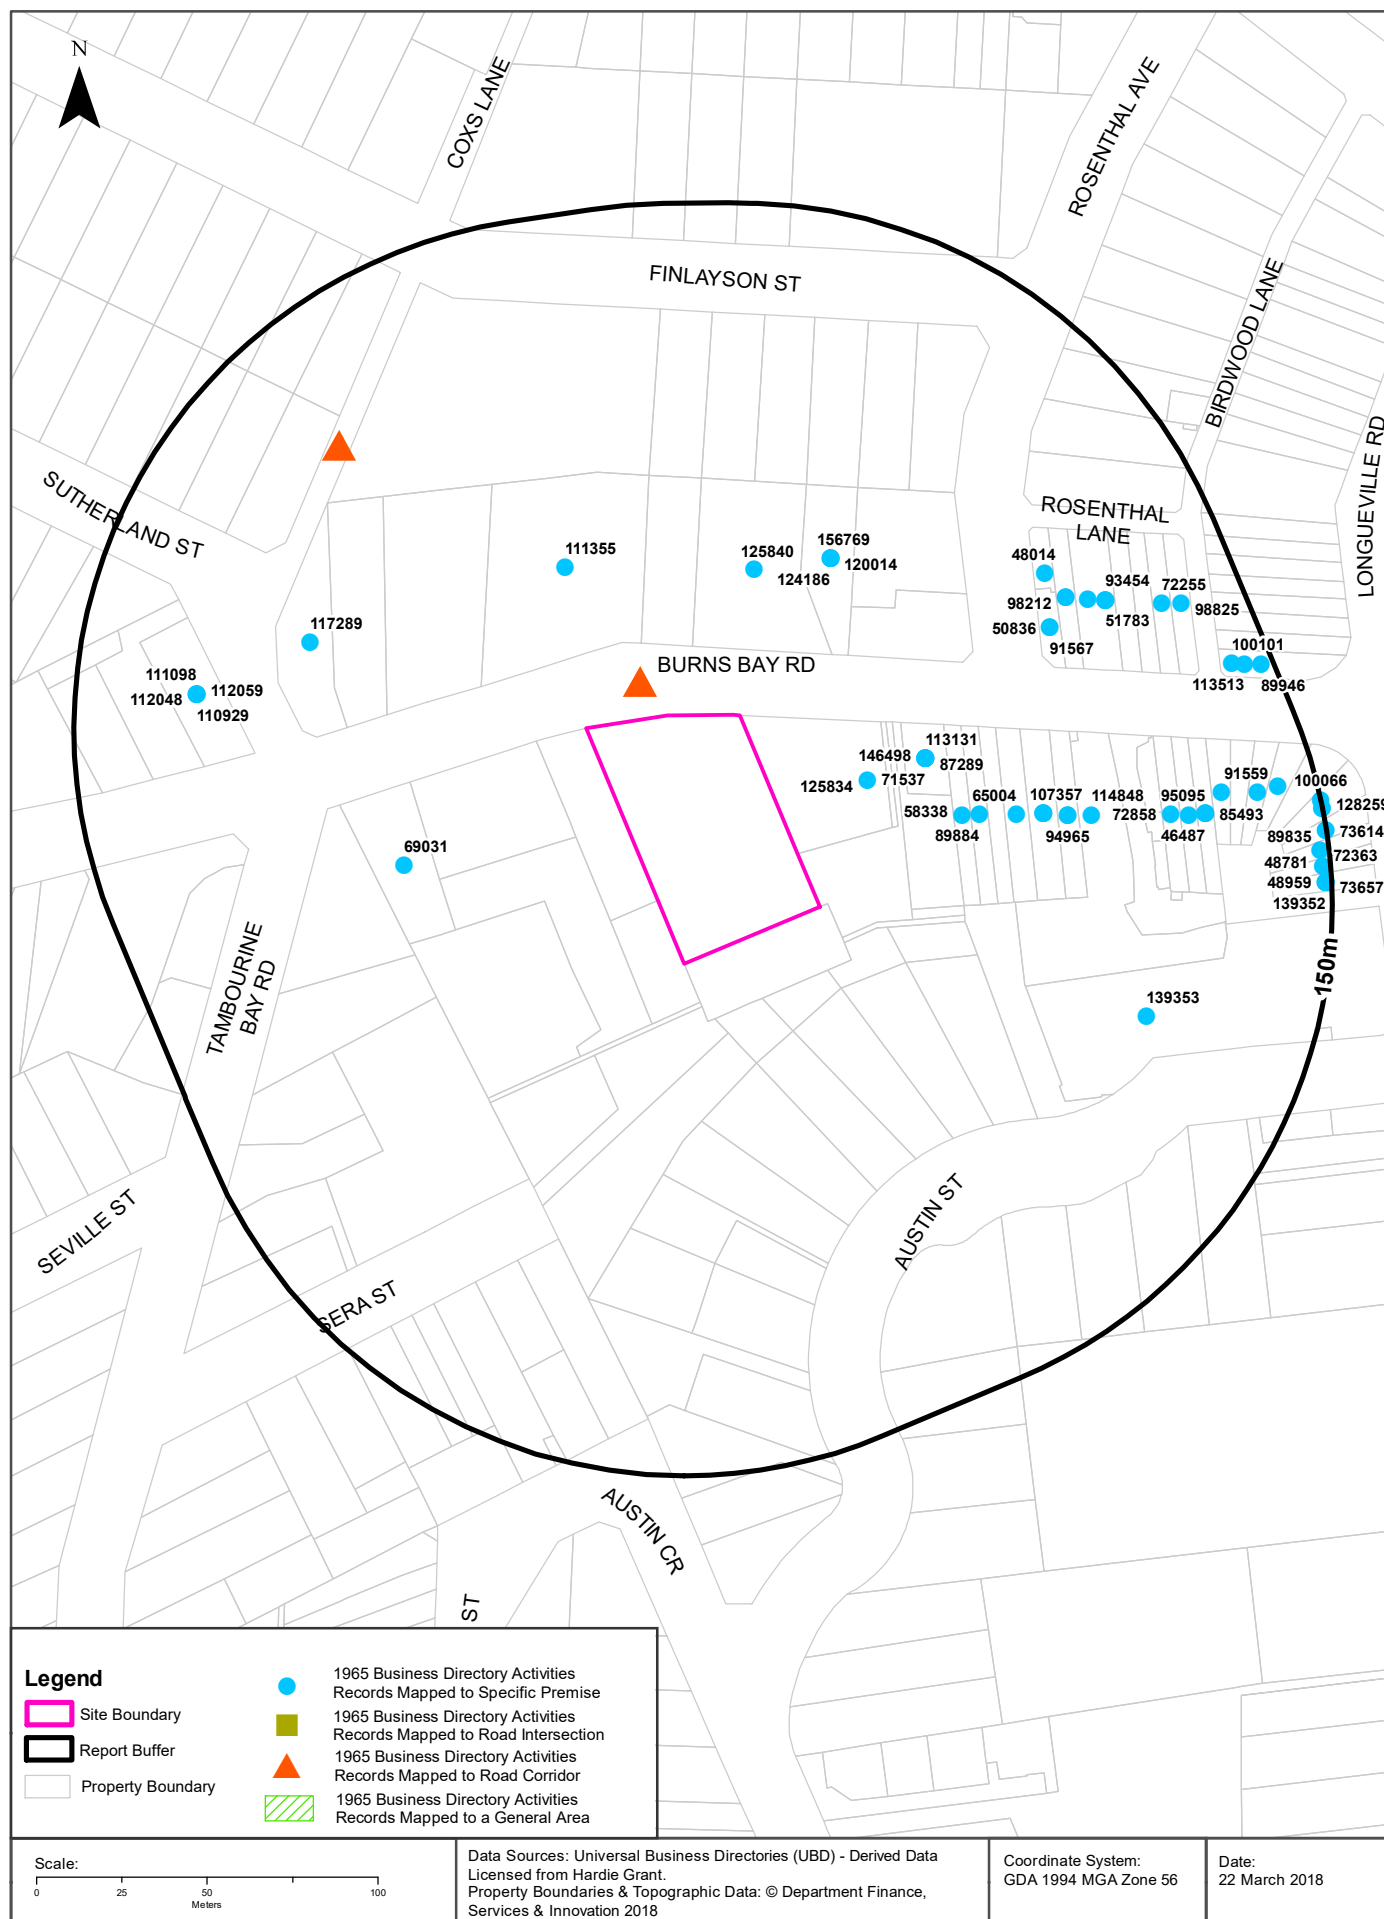 N
COXS LANE
ROSENTHAL AVE
FINLAYSON ST
BIRDWOOD LANE
LONGUEVILLE RD
SUTHERLAND ST
ROSENTHAL
LANE
111355
125840
124186
156769
120014
48014
93454
72255
98212
51783
98825
50836
91567
117289
100101
113513
89946
111098
112059
112048
110929
BURNS BAY RD
113131
146498
87289
125834
71537
58338
65004
89884
107357
94965
114848
72858
95095
46487
85493
91559
100066
128259
89835
73614
48781
72363
48959
73657
139352
69031
150m
TAMBOURINE
BAY RD
139353
SEVILLE ST
AUSTIN ST
SERA ST
AUSTIN CR
ST
Legend
Site Boundary
Report Buffer
Property Boundary
1965 Business Directory Activities
Records Mapped to Specific Premise
1965 Business Directory Activities
Records Mapped to Road Intersection
1965 Business Directory Activities
Records Mapped to Road Corridor
1965 Business Directory Activities
Records Mapped to a General Area
Scale:
0 25 50 100
Meters
Data Sources: Universal Business Directories (UBD) - Derived Data
Licensed from Hardie Grant.
Property Boundaries & Topographic Data: © Department Finance,
Services & Innovation 2018
Coordinate System:
GDA 1994 MGA Zone 56
Date:
22 March 2018